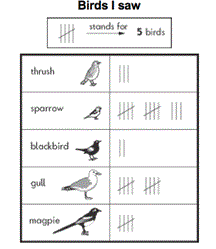 Birds I saw
stands for 5 birds
thrush
sparrow
blackbird
gull
magpie